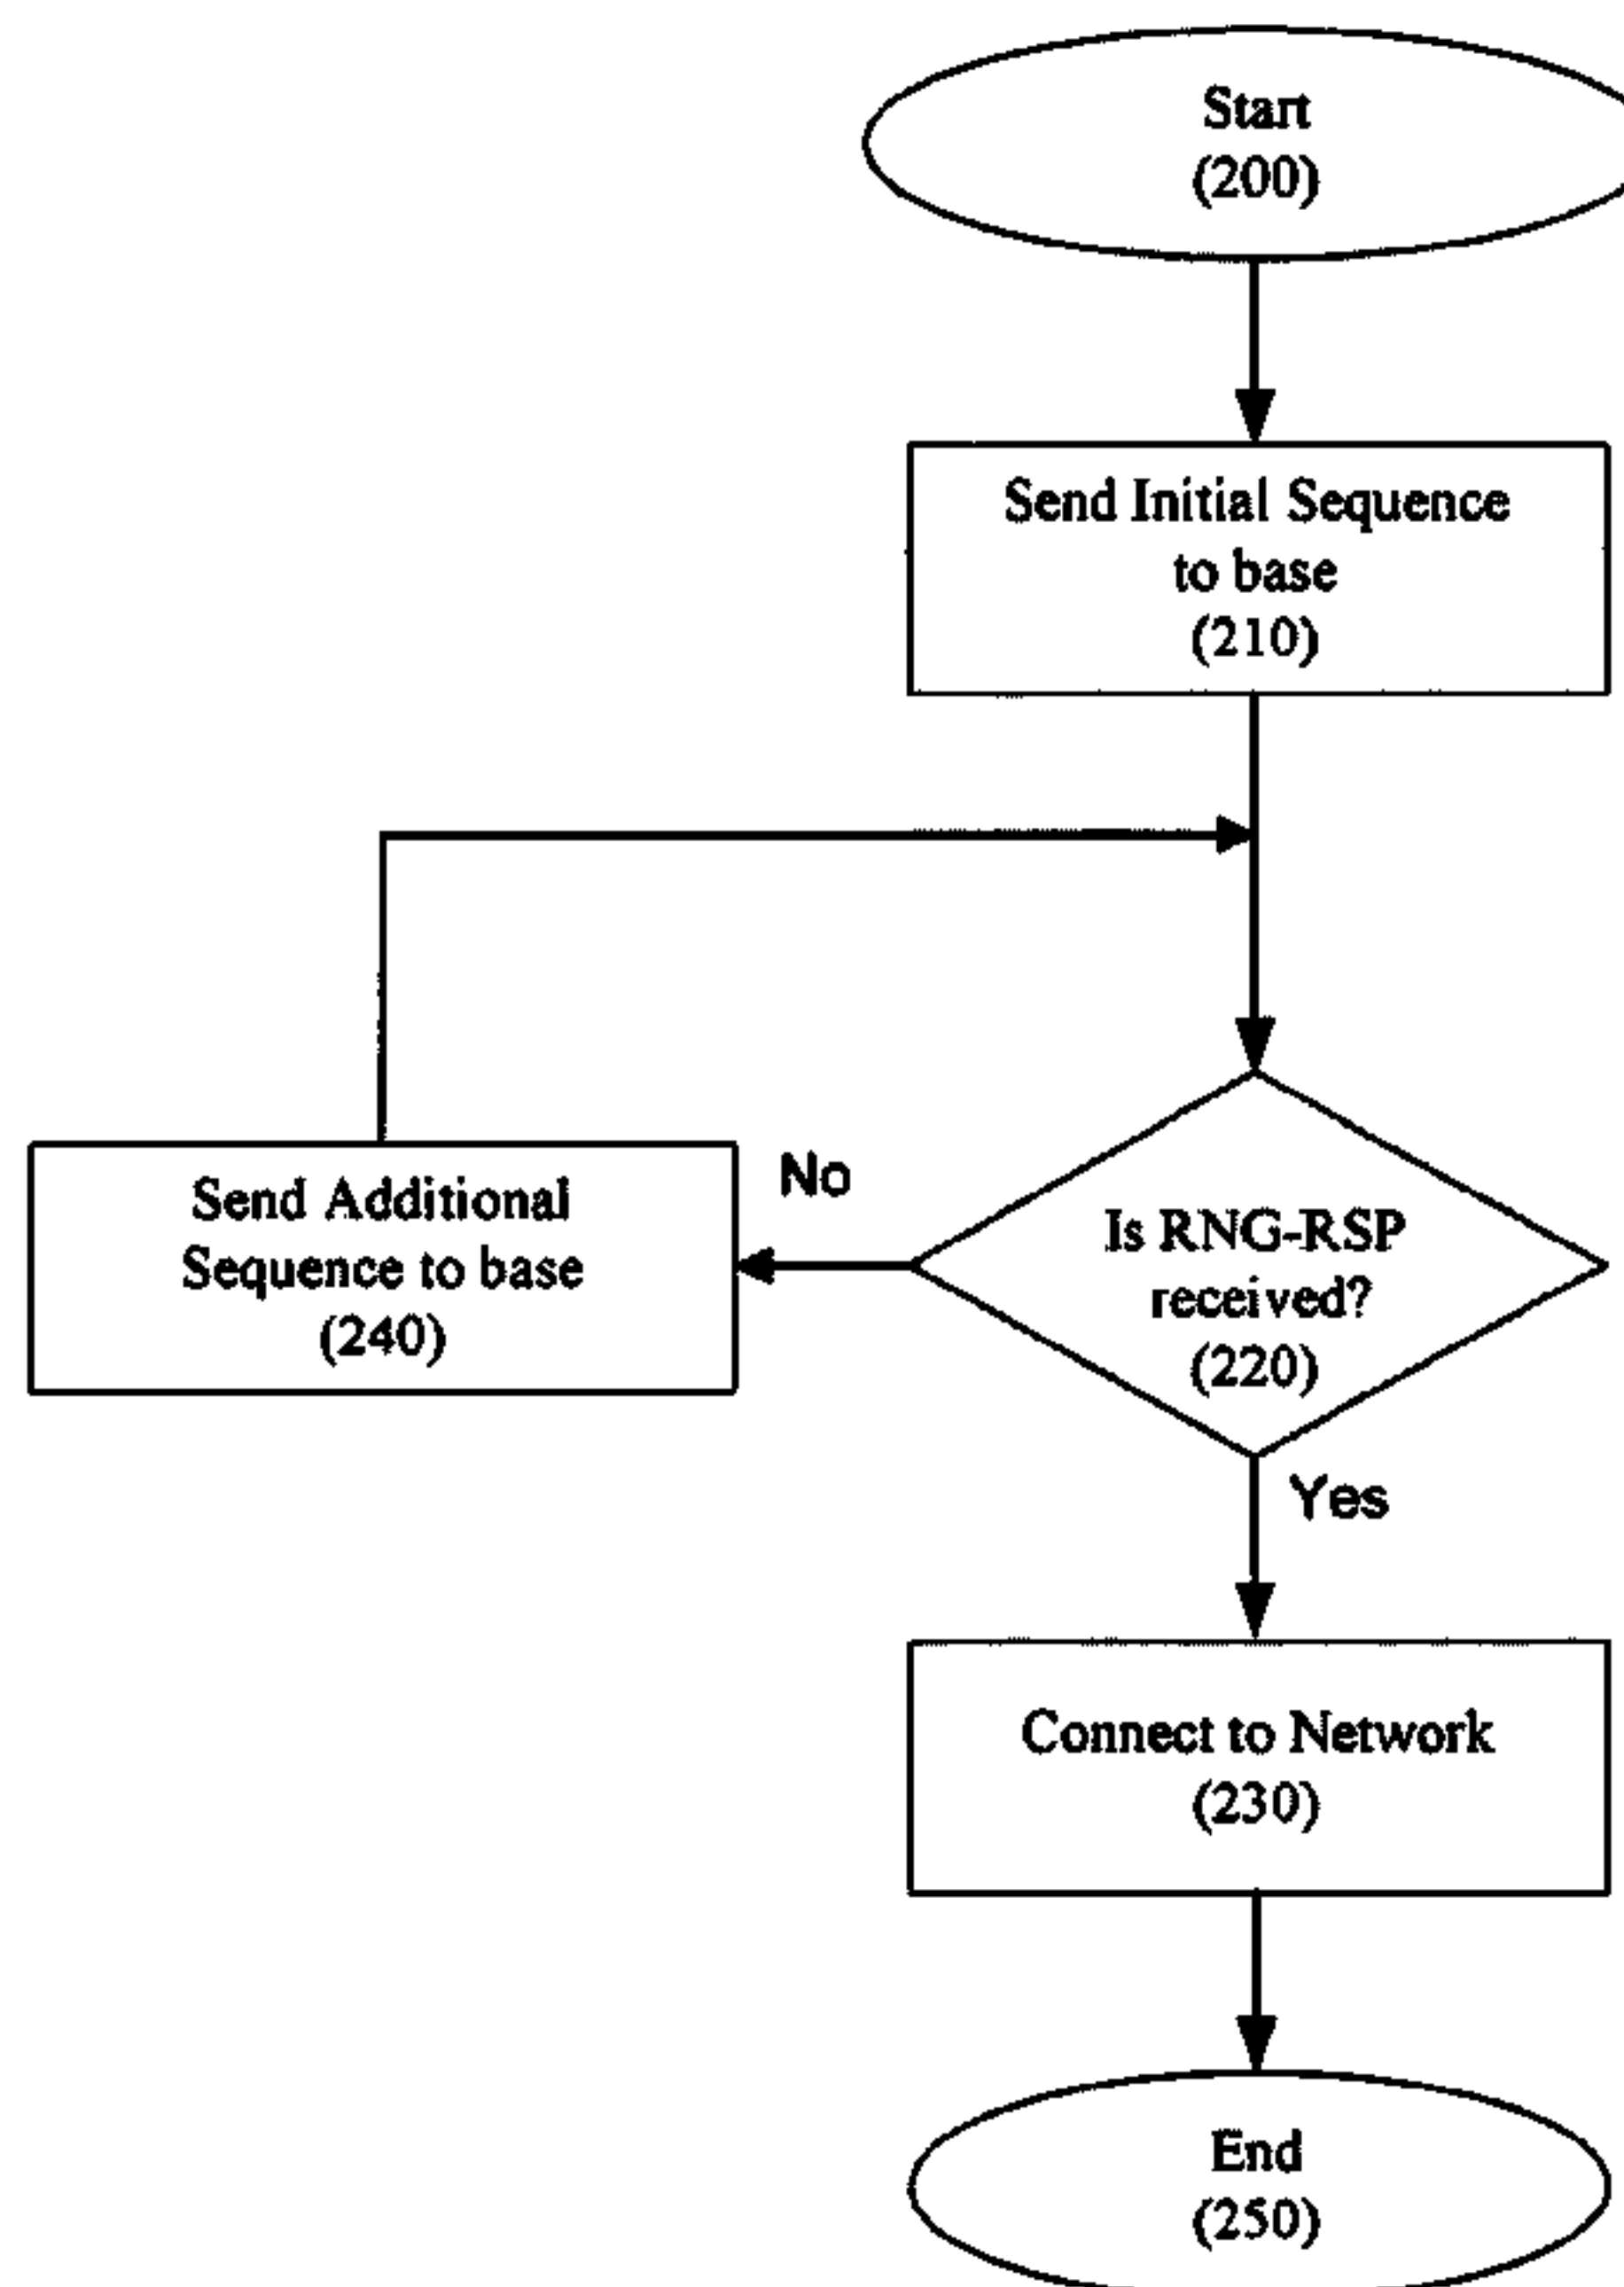 Start
(200)
Send Initial Sequence
to base
(210)
No
Send Additional
Sequence to base
(240)
Is RNG-RSP
received?
(220)
Yes
Connect to Network
(230)
End
(250)